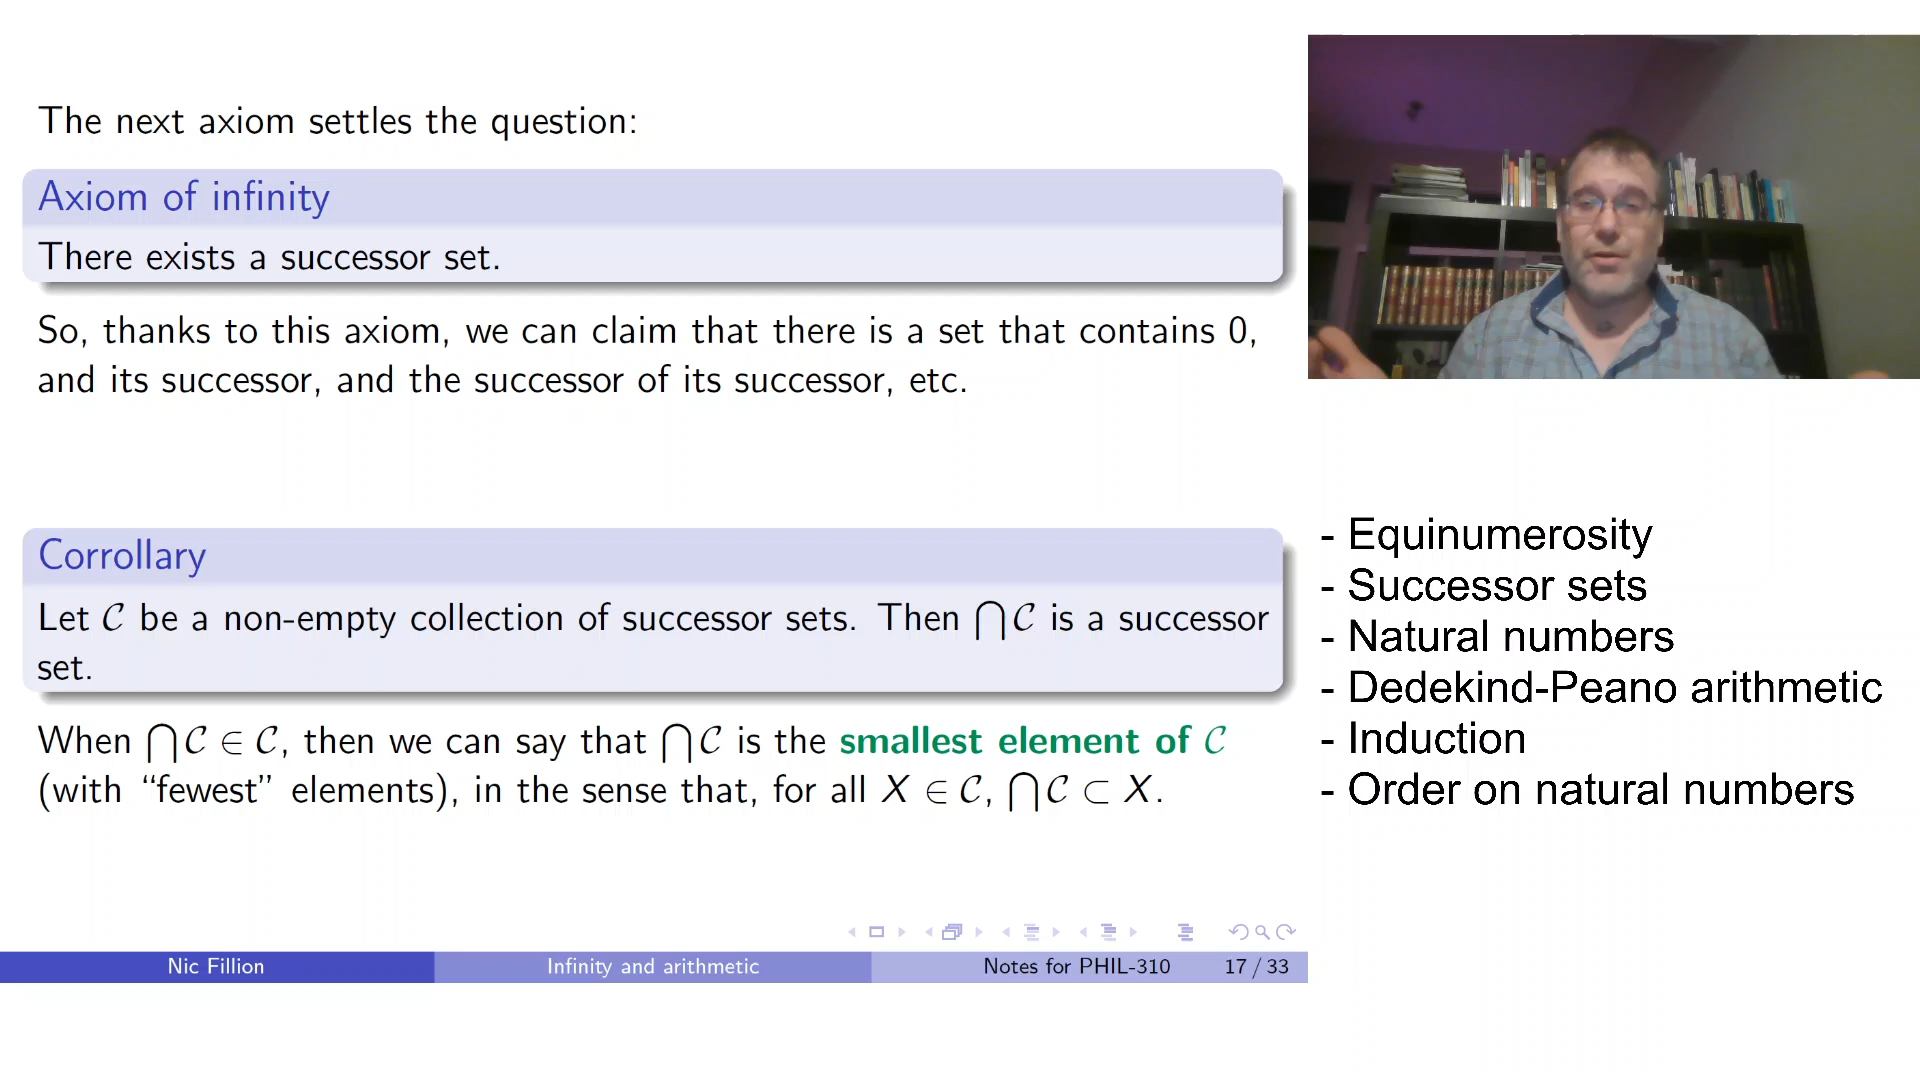 The next axiom settles the question:
Axiom of infinity
There exists a successor set.
So, thanks to this axiom, we can claim that there is a set that contains 0,
and its successor, and the successor of its successor, etc.
Corrollary
Let 𝒞 be a non-empty collection of successor sets. Then ⋂𝒞 is a successor
set.
When ⋂𝒞 ∈ 𝒞, then we can say that ⋂𝒞 is the smallest element of 𝒞
(with “fewest” elements), in the sense that, for all X ∈ 𝒞, ⋂𝒞 ⊂ X.
- Equinumerosity
- Successor sets
- Natural numbers
- Dedekind-Peano arithmetic
- Induction
- Order on natural numbers
Nic Fillion Infinity and arithmetic Notes for PHIL-310 17 / 33